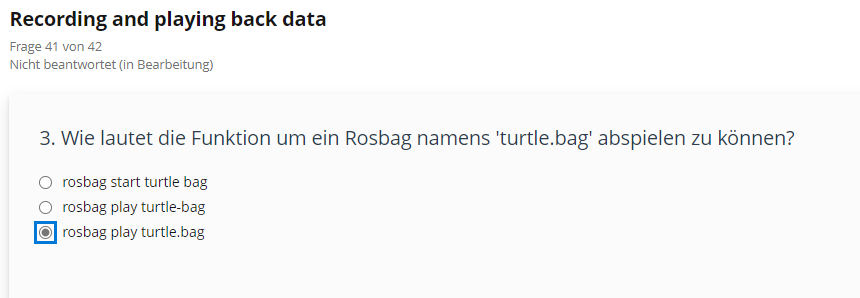 Recording and playing back data
Frage 41 von 42
Nicht beantwortet (in Bearbeitung)
3. Wie lautet die Funktion um ein Rosbag namens 'turtle.bag' abspielen zu können?
rosbag start turtle bag
rosbag play turtle-bag
rosbag play turtle.bag